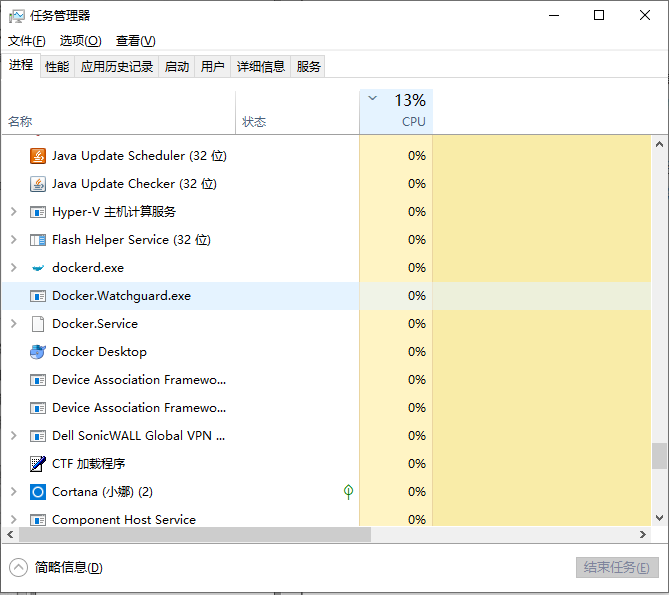 任务管理器
文件(F) 选项(O) 查看(V)
进程 性能 应用历史记录 启动 用户 详细信息 服务
13%
名称 状态 CPU
Java Update Scheduler (32 位) 0%
Java Update Checker (32 位) 0%
Hyper-V 主机计算服务 0%
Flash Helper Service (32 位) 0%
dockerd.exe 0%
Docker.Watchguard.exe 0%
Docker.Service 0%
Docker Desktop 0%
Device Association Framewo... 0%
Device Association Framewo... 0%
Dell SonicWALL Global VPN ... 0%
CTF 加载程序 0%
Cortana (小娜) (2) 0%
Component Host Service 0%
简略信息(D) 结束任务(E)